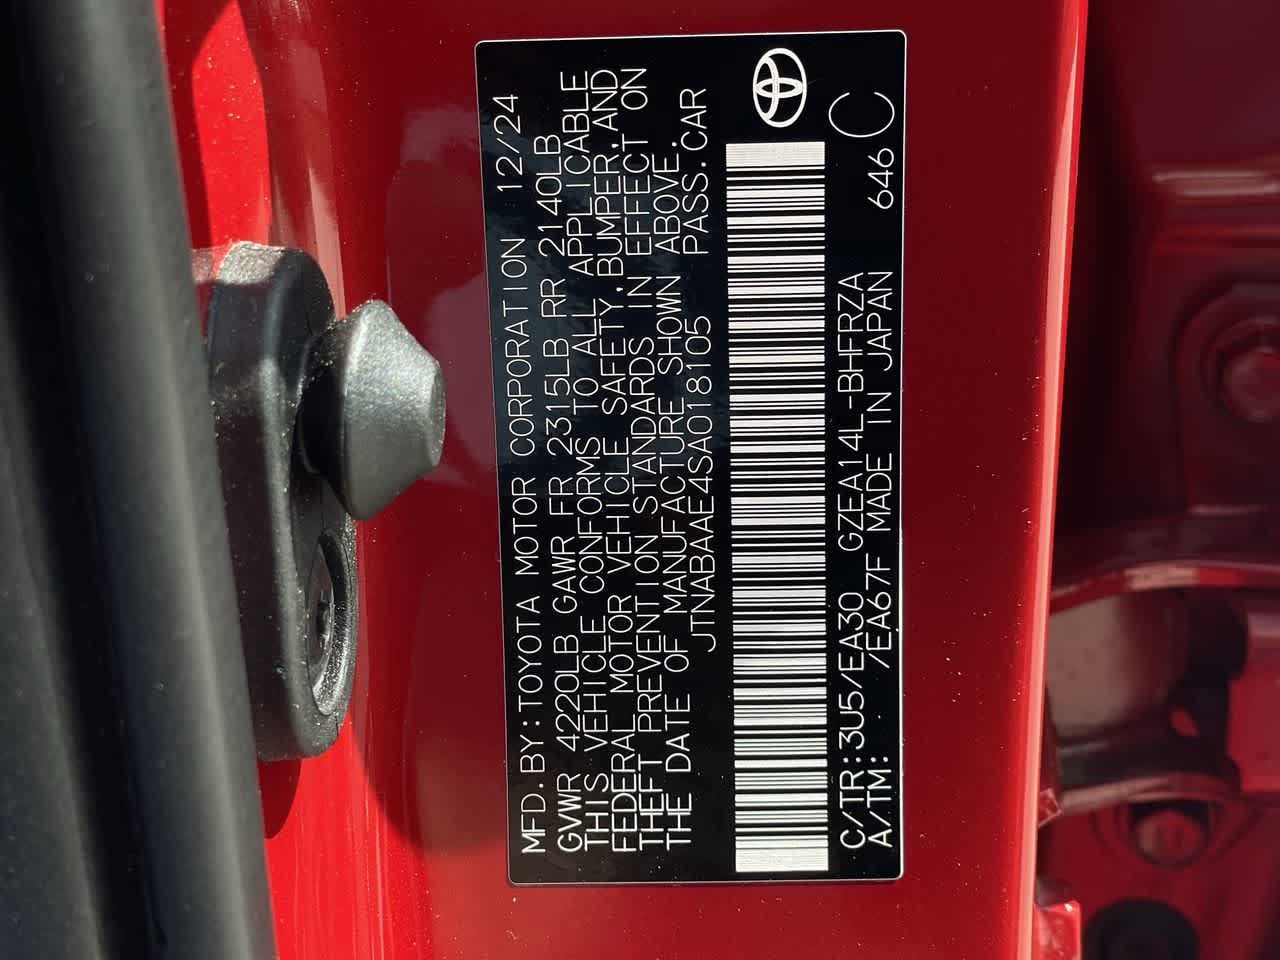 MFD.BY:TOYOTA MOTOR CORPORATION 12/24
GVWR 4220LB GAWR FR 2315LB RR 2140LB
THIS VEHICLE CONFORMS TO ALL APPLICABLE
FEDERAL MOTOR VEHICLE SAFETY,BUMPER,AND
THEFT PREVENTION STANDARDS IN EFFECT ON
THE DATE OF MANUFACTURE SHOWN ABOVE.
JTNABAAE4SA018105 PASS.CAR
C/TR:3U5/EA30 GZEA14L-BHFRZA
A/TM: /EA67F MADE IN JAPAN 646
C